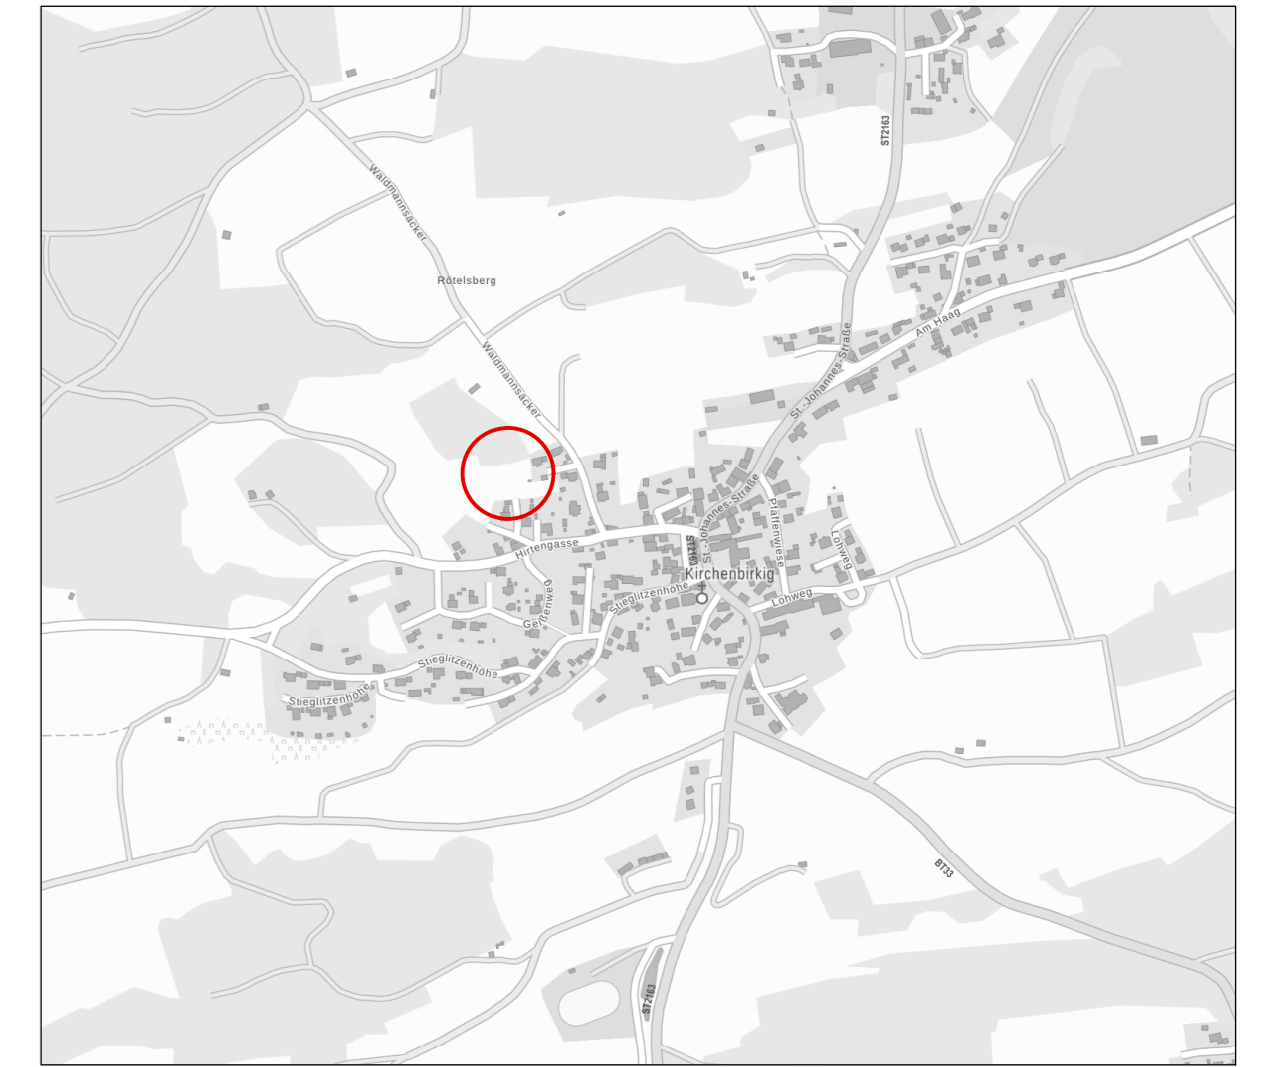 ST2163
Waldmannsäcker
Rötelsberg
Am Haag
St.-Johannes-Straße
Waldmannsäcker
St.-Johannes-Straße
Pfaffenwiese
Lohweg
Hirtengasse
ST2163
Kirchenbirkig
Stieglitzenhöhe
Lohweg
Geißenweg
Stieglitzenhöhe
Stieglitzenhöhe
BT33
ST2163